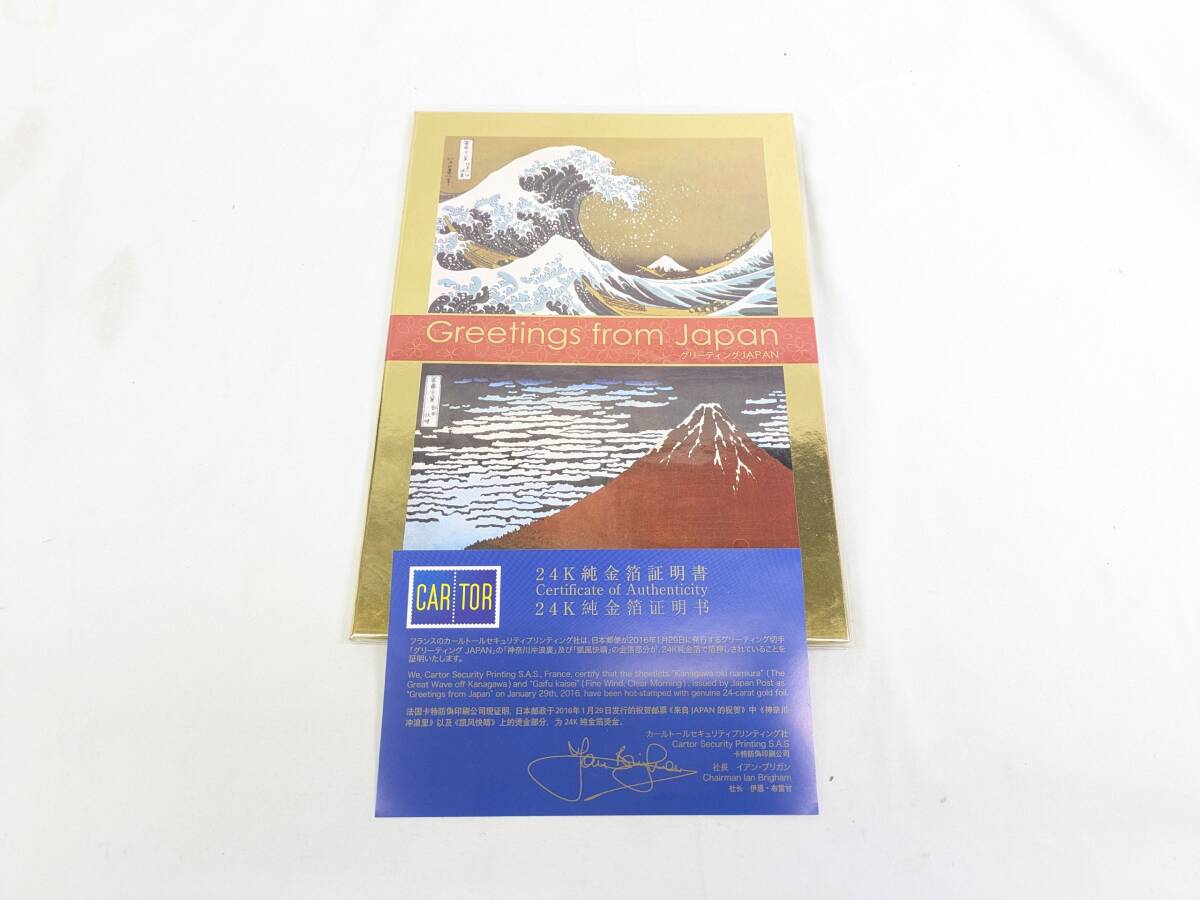 Greetings from Japan
グリーティングJAPAN
CARTOR
24K純金箔証明書
Certificate of Authenticity
24K純金箔证明书
フランスのカールトールセキュリティプリンティング社は、日本郵便が2016年1月29日に発行するグリーティング切手
「グリーティング JAPAN」の「神奈川沖浪裏」及び「凱風快晴」の金箔部分が、24K純金箔で箔押しされていることを
証明いたします。
We, Cartor Security Printing S.A.S., France, certify that the sheetlets "Kanagawa oki namiura" (The
Great Wave off Kanagawa) and "Gaifu kaisei" (Fine Wind, Clear Morning), issued by Japan Post as
"Greetings from Japan" on January 29th, 2016, have been hot-stamped with genuine 24-carat gold foil.
法国卡特防伪印刷公司现证明，日本邮政于2016年1月29日发行的祝贺邮票《来自 JAPAN 的祝贺》中《神奈川
冲浪里》以及《凯风快晴》上的烫金部分，为 24K 纯金箔烫金。
カールトールセキュリティプリンティング社
Cartor Security Printing S.A.S
卡特防伪印刷公司
社長 イアン・ブリガン
Chairman Ian Brigham
社长 伊恩・布雷甘